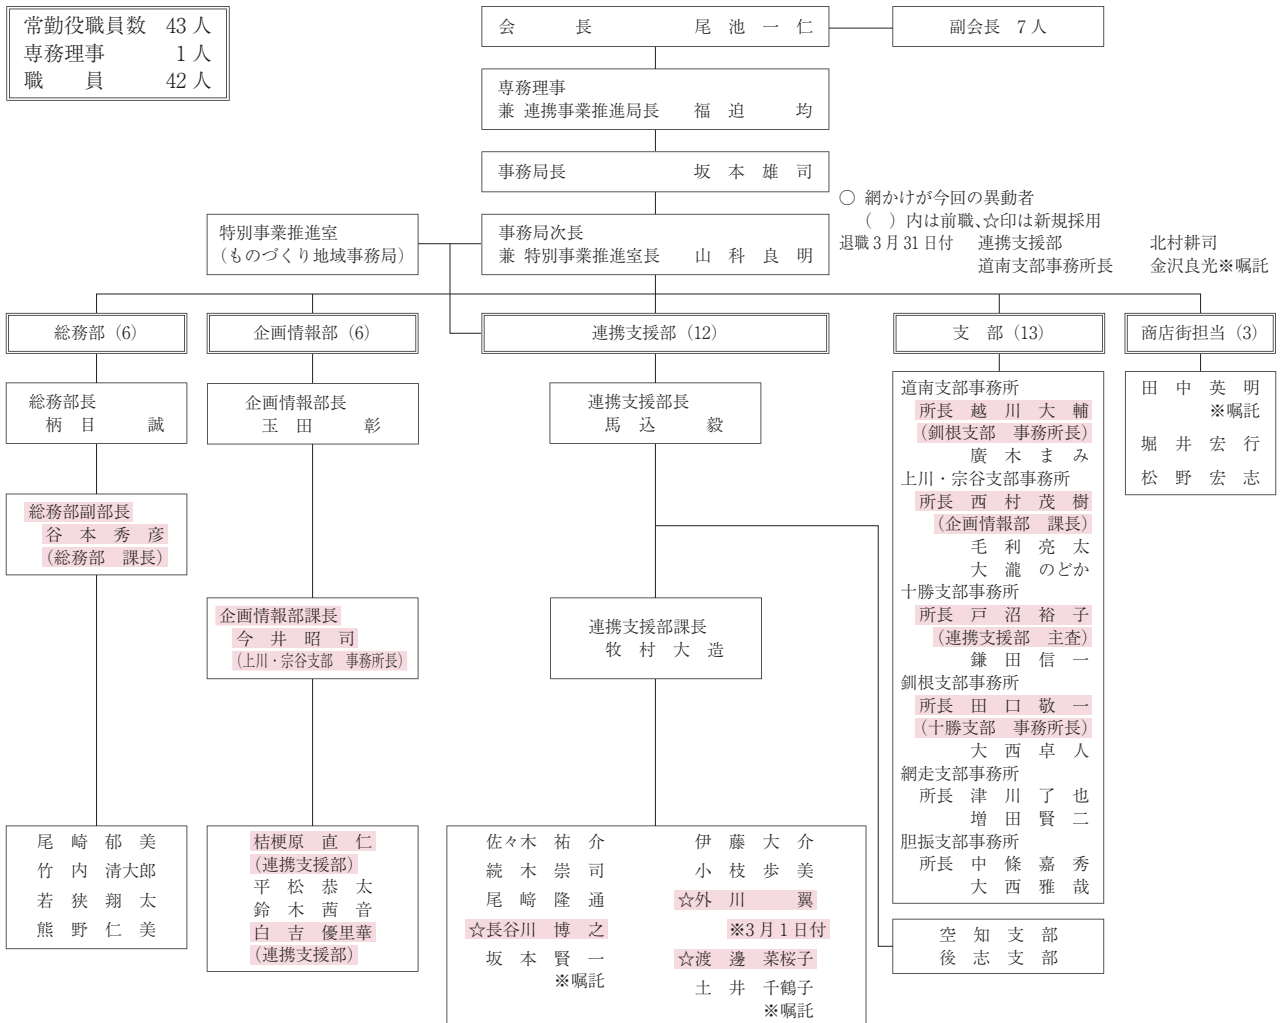 常勤役職員数 43人
専務理事 1人
職　員 42人
会　長 尾池一仁
副会長 7人
専務理事
兼 連携事業推進局長 福迫 均
事務局長 坂本雄司
○ 網かけが今回の異動者
（ ）内は前職、☆印は新規採用
退職3月31日付 連携支援部 北村耕司
道南支部事務所長 金沢良光※嘱託
特別事業推進室
（ものづくり地域事務局）
事務局次長
兼 特別事業推進室長 山科良明
総務部（6）
企画情報部（6）
連携支援部（12）
支　部（13）
商店街担当（3）
総務部長
柄目 誠
総務部副部長
谷本秀彦
(総務部 課長)
尾崎郁美
竹内清大郎
若狭翔太
熊野仁美
企画情報部長
玉田 彰
企画情報部課長
今井昭司
(上川・宗谷支部 事務所長)
桔梗原 直仁
(連携支援部)
平松恭太
鈴木茜音
白吉優里華
(連携支援部)
連携支援部長
馬込 毅
連携支援部課長
牧村大造
佐々木 祐介
続木崇司
尾﨑隆通
☆長谷川 博之
坂本賢一
※嘱託
伊藤大介
小枝歩美
☆外川 翼
※3月1日付
☆渡邊菜桜子
土井千鶴子
※嘱託
道南支部事務所
所長 越川大輔
(釧根支部 事務所長)
廣木まみ
上川・宗谷支部事務所
所長 西村茂樹
(企画情報部 課長)
毛利亮太
大瀧のどか
十勝支部事務所
所長 戸沼裕子
(連携支援部 主査)
鎌田信一
釧根支部事務所
所長 田口敬一
(十勝支部 事務所長)
大西卓人
網走支部事務所
所長 津川了也
増田賢二
胆振支部事務所
所長 中條嘉秀
大西雅哉
空知支部
後志支部
田中英明
※嘱託
堀井宏行
松野宏志